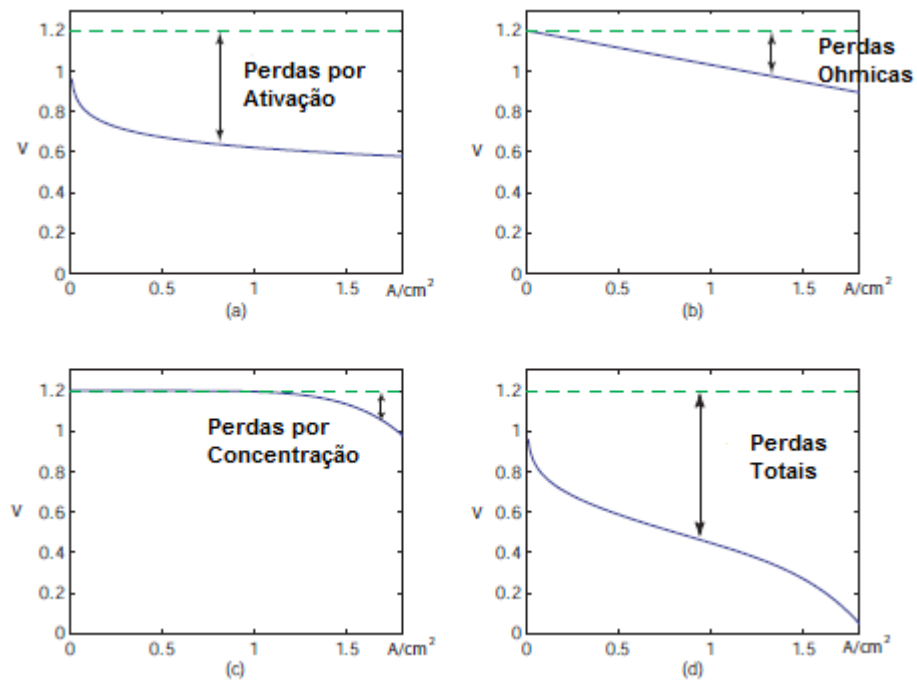 1.2
1
0.8
0.6
0.4
0.2
0
V
Perdas por
Ativação
0
0.5
1
1.5
A/cm²
(a)
1.2
1
0.8
0.6
0.4
0.2
0
V
Perdas
Ohmicas
0
0.5
1
1.5
A/cm²
(b)
1.2
1
0.8
0.6
0.4
0.2
0
V
Perdas por
Concentração
0
0.5
1
1.5
A/cm²
(c)
1.2
1
0.8
0.6
0.4
0.2
0
V
Perdas
Totais
0
0.5
1
1.5
A/cm²
(d)